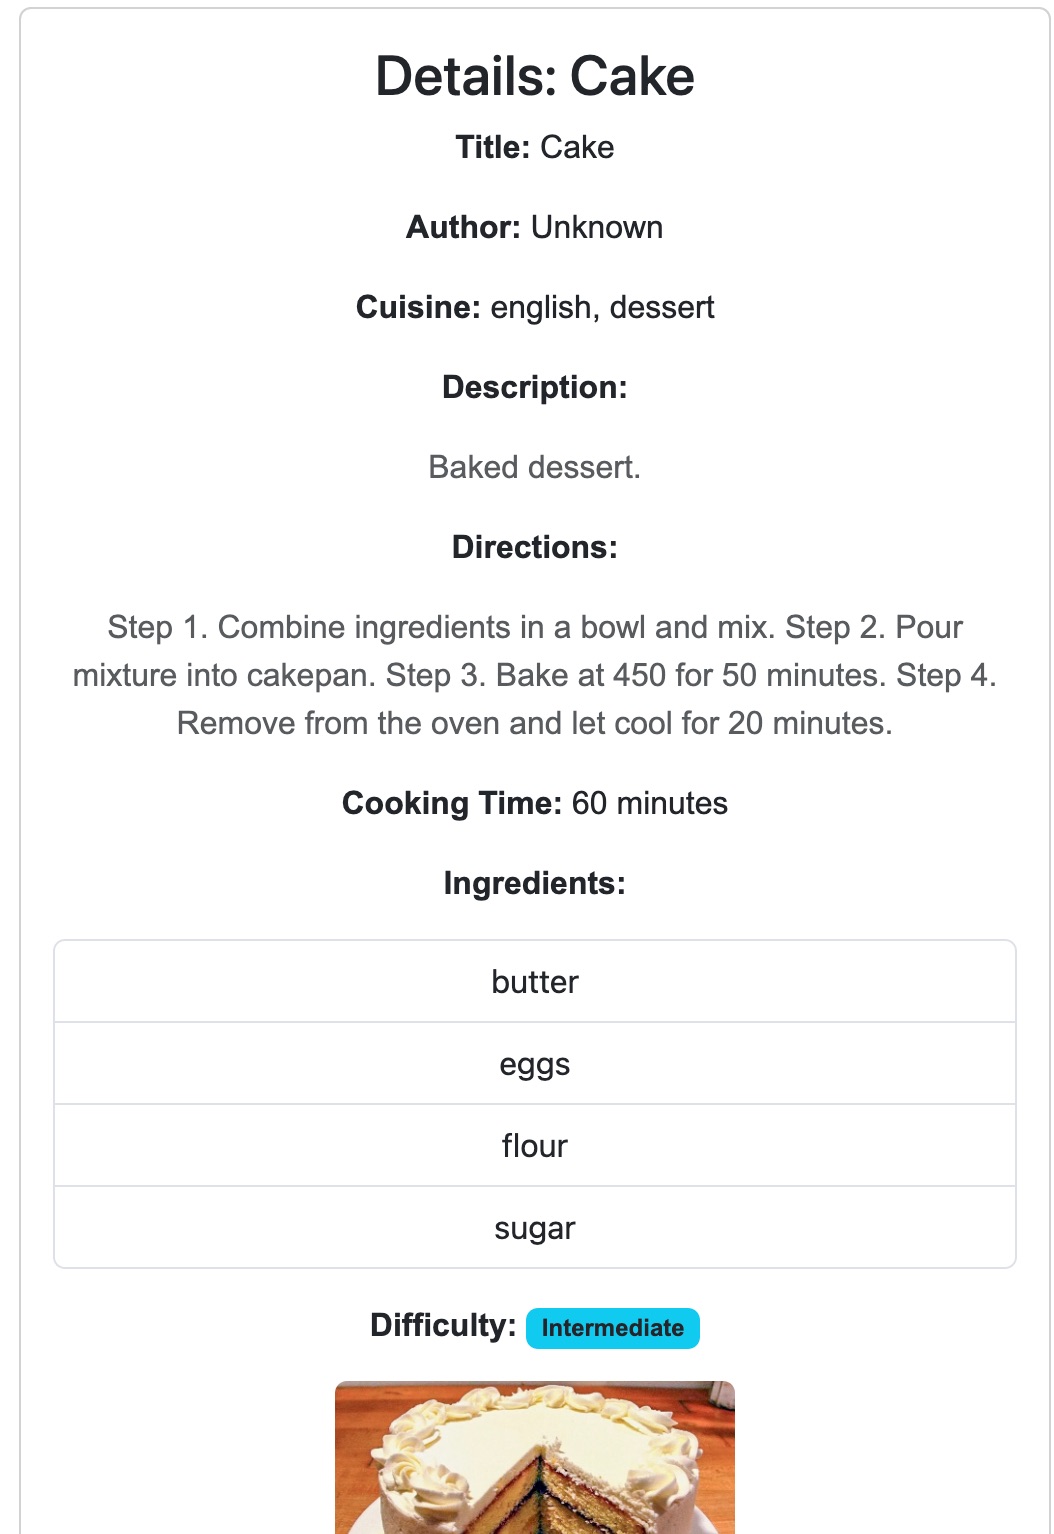 Details: Cake
Title: Cake
Author: Unknown
Cuisine: english, dessert
Description:
Baked dessert.
Directions:
Step 1. Combine ingredients in a bowl and mix. Step 2. Pour
mixture into cakepan. Step 3. Bake at 450 for 50 minutes. Step 4.
Remove from the oven and let cool for 20 minutes.
Cooking Time: 60 minutes
Ingredients:
butter
eggs
flour
sugar
Difficulty: Intermediate